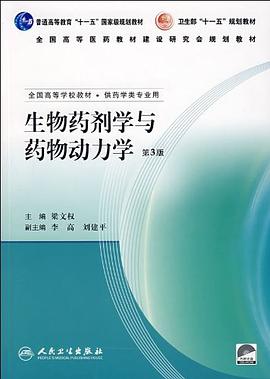 普通高等教育“十一五”国家级规划教材 卫生部“十一五”规划教材
全国高等医药教材建设研究会规划教材
全国高等学校教材·供药学类专业用
生物药剂学与
药物动力学 第3版
主编 梁文权
副主编 李高 刘建平
人民卫生出版社